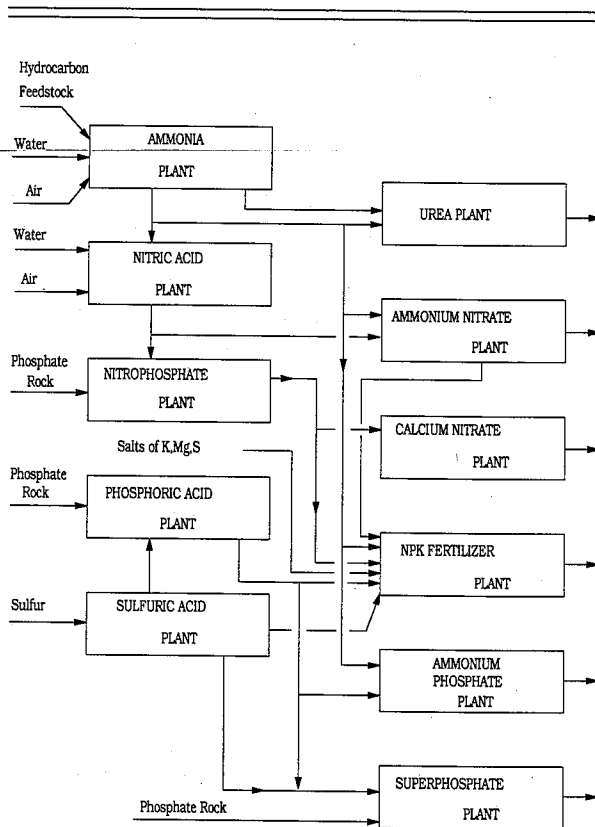 Hydrocarbon
Feedstock
Water
Air
AMMONIA
PLANT
UREA PLANT
Water
Air
NITRIC ACID
PLANT
AMMONIUM NITRATE
PLANT
Phosphate
Rock
NITROPHOSPHATE
PLANT
CALCIUM NITRATE
PLANT
Salts of K,Mg,S
Phosphate
Rock
PHOSPHORIC ACID
PLANT
NPK FERTILIZER
PLANT
Sulfur
SULFURIC ACID
PLANT
AMMONIUM
PHOSPHATE
PLANT
SUPERPHOSPHATE
PLANT
Phosphate Rock